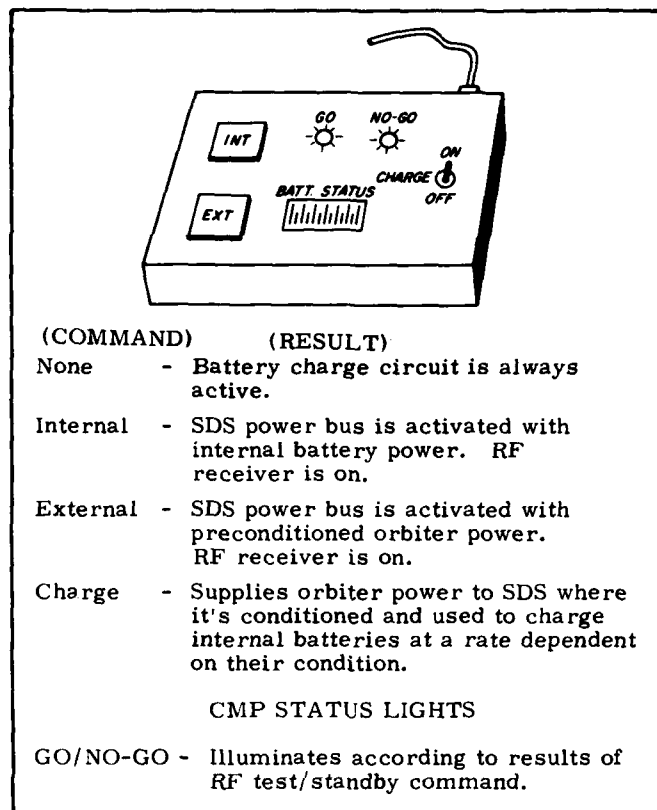 GO NO-GO
INT
ON
CHARGE
BATT. STATUS
OFF
EXT
(COMMAND) (RESULT)
None - Battery charge circuit is always
active.
Internal - SDS power bus is activated with
internal battery power. RF
receiver is on.
External - SDS power bus is activated with
preconditioned orbiter power.
RF receiver is on.
Charge - Supplies orbiter power to SDS where
it's conditioned and used to charge
internal batteries at a rate dependent
on their condition.
CMP STATUS LIGHTS
GO/NO-GO - Illuminates according to results of
RF test/standby command.